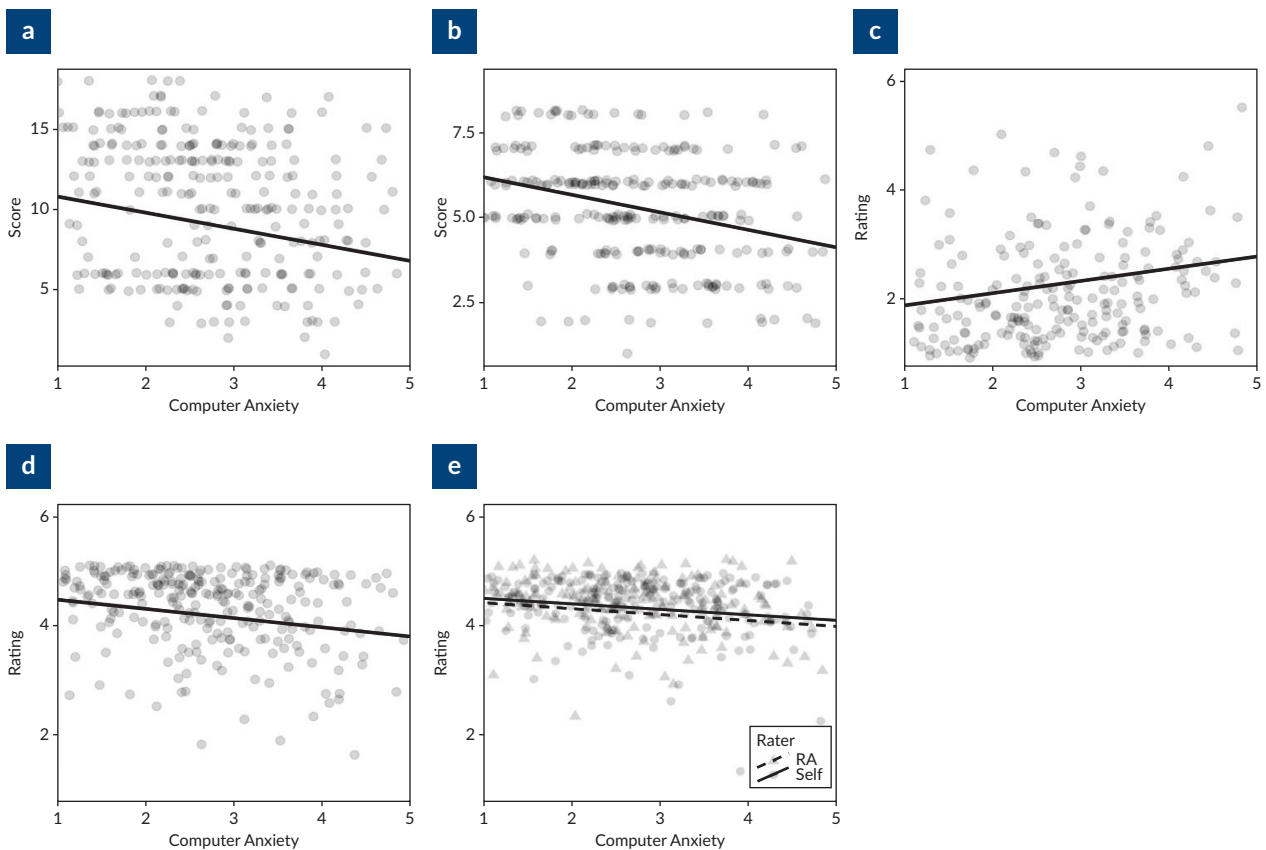 a
15
10
5
Score
1 2 3 4 5
Computer Anxiety
b
7.5
5.0
2.5
Score
1 2 3 4 5
Computer Anxiety
c
6
4
2
Rating
1 2 3 4 5
Computer Anxiety
d
6
4
2
Rating
1 2 3 4 5
Computer Anxiety
e
6
4
2
Rating
Rater
RA
Self
1 2 3 4 5
Computer Anxiety